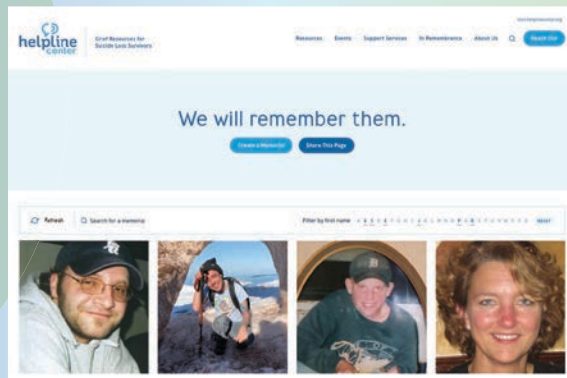 helpline
center
Grief Resources for
Suicide Loss Survivors
Resources Events Support Services In Remembrance About Us
Reach Out
We will remember them.
Create a Memorial Share This Page
Refresh Search for a memorial Filter by first name RESET